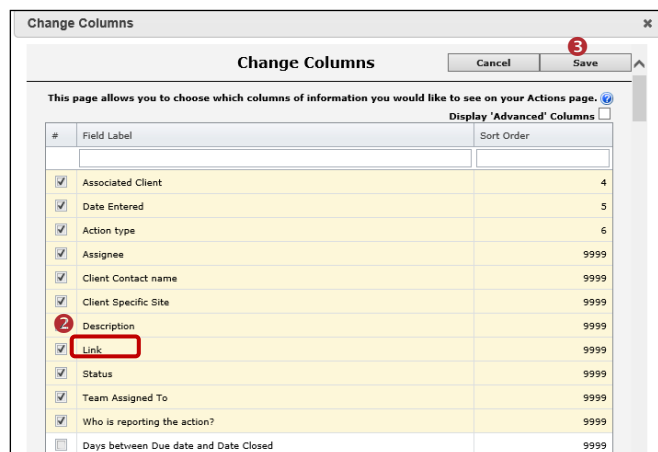 Change Columns ×
3
Change Columns Cancel Save
This page allows you to choose which columns of information you would like to see on your Actions page. ?
Display 'Advanced' Columns
# Field Label Sort Order
Associated Client 4
Date Entered 5
Action type 6
Assignee 9999
Client Contact name 9999
Client Specific Site 9999
2 Description 9999
Link 9999
Status 9999
Team Assigned To 9999
Who is reporting the action? 9999
Days between Due date and Date Closed 9999